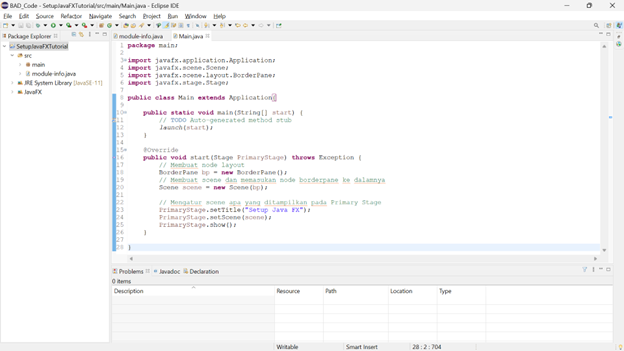 BAD_Code - SetupJavaFXTutorial/src/main/Main.java - Eclipse IDE
File Edit Source Refactor Navigate Search Project Run Window Help
Package Explorer
module-info.java
Main.java
SetupJavaFXTutorial
src
main
module-info.java
JRE System Library [JavaSE-11]
JavaFX
1 package main;
2
3 import javafx.application.Application;
4 import javafx.scene.Scene;
5 import javafx.scene.layout.BorderPane;
6 import javafx.stage.Stage;
7
8 public class Main extends Application{
9
10 public static void main(String[] start) {
11 // TODO Auto-generated method stub
12 launch(start);
13 }
14
15 @Override
16 public void start(Stage PrimaryStage) throws Exception {
17 // Membuat node layout
18 BorderPane bp = new BorderPane();
19 // Membuat scene dan memasukan node borderpane ke dalamnya
20 Scene scene = new Scene(bp);
21
22 // Mengatur scene apa yang ditampilkan pada Primary Stage
23 PrimaryStage.setTitle("Setup Java FX");
24 PrimaryStage.setScene(scene);
25 PrimaryStage.show();
26 }
27
28 }
Problems Javadoc Declaration
0 items
Description Resource Path Location Type
Writable Smart Insert 28 : 2 : 704